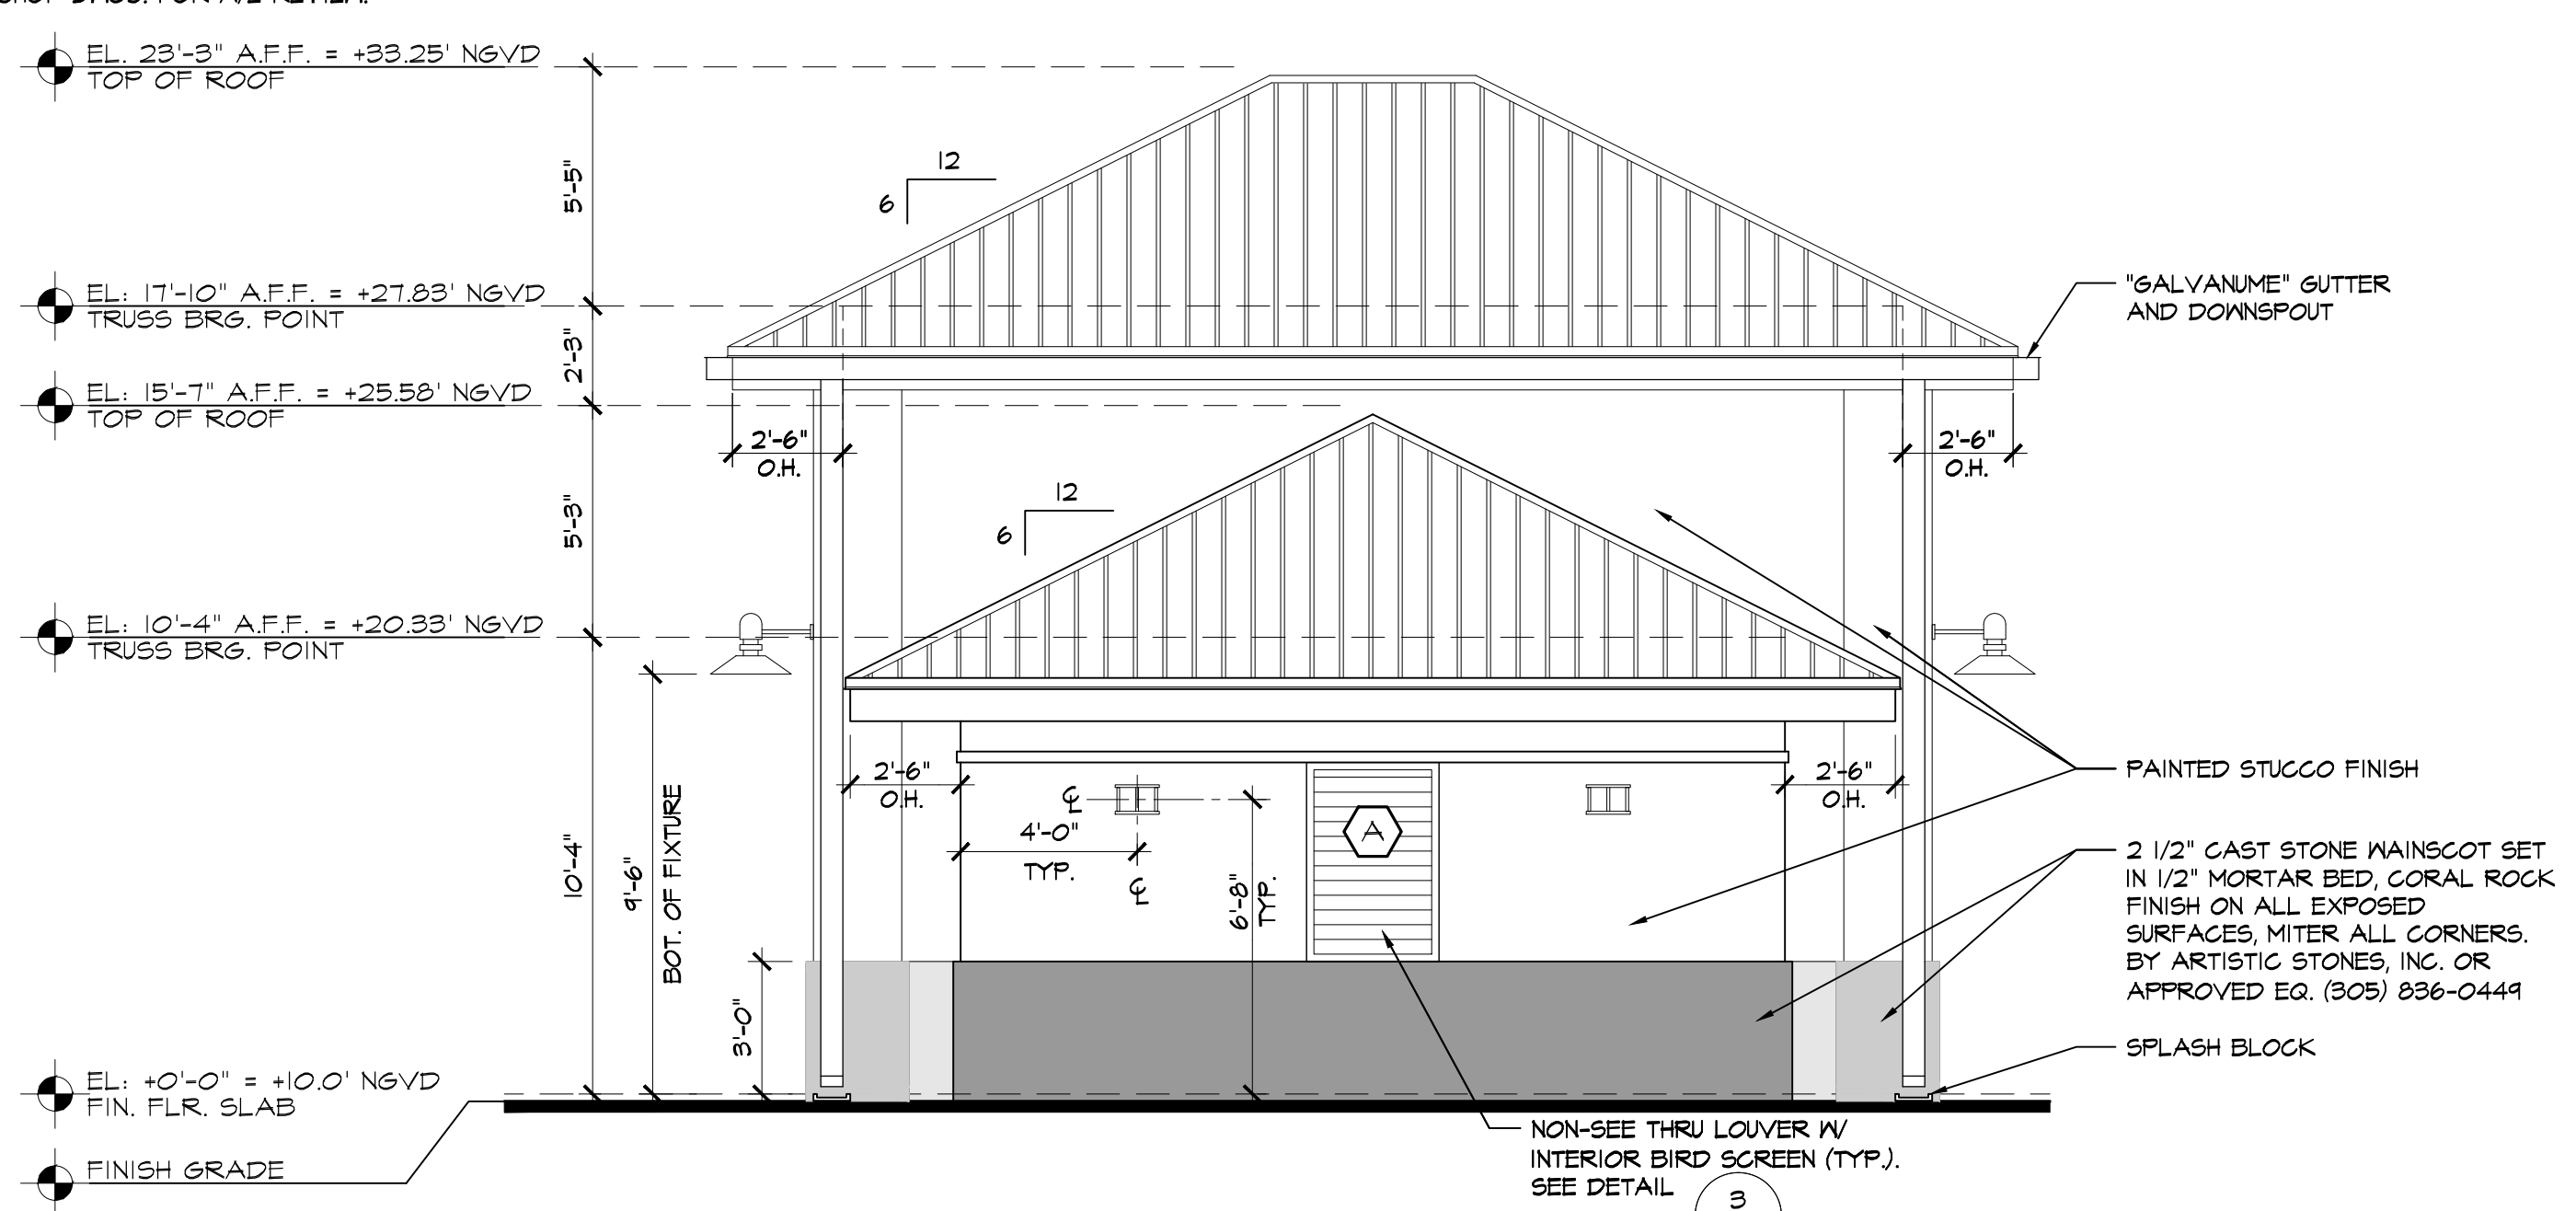 EL. 23'-3" A.F.F. = +33.25' NGVD
TOP OF ROOF
EL: 17'-10" A.F.F. = +27.83' NGVD
TRUSS BRG. POINT
EL: 15'-7" A.F.F. = +25.58' NGVD
TOP OF ROOF
EL: 10'-4" A.F.F. = +20.33' NGVD
TRUSS BRG. POINT
EL: +0'-0" = +10.0' NGVD
FIN. FLR. SLAB
FINISH GRADE
5'-5"
2'-3"
5'-3"
10'-4"
9'-6"
BOT. OF FIXTURE
3'-0"
12
6
2'-6"
O.H.
2'-6"
O.H.
12
6
2'-6"
O.H.
2'-6"
O.H.
4'-0"
TYP.
6'-8"
TYP.
A
"GALVANUME" GUTTER
AND DOWNSPOUT
PAINTED STUCCO FINISH
2 1/2" CAST STONE WAINSCOT SET
IN 1/2" MORTAR BED, CORAL ROCK
FINISH ON ALL EXPOSED
SURFACES, MITER ALL CORNERS.
BY ARTISTIC STONES, INC. OR
APPROVED EQ. (305) 836-0449
SPLASH BLOCK
NON-SEE THRU LOUVER W/
INTERIOR BIRD SCREEN (TYP.).
SEE DETAIL
3